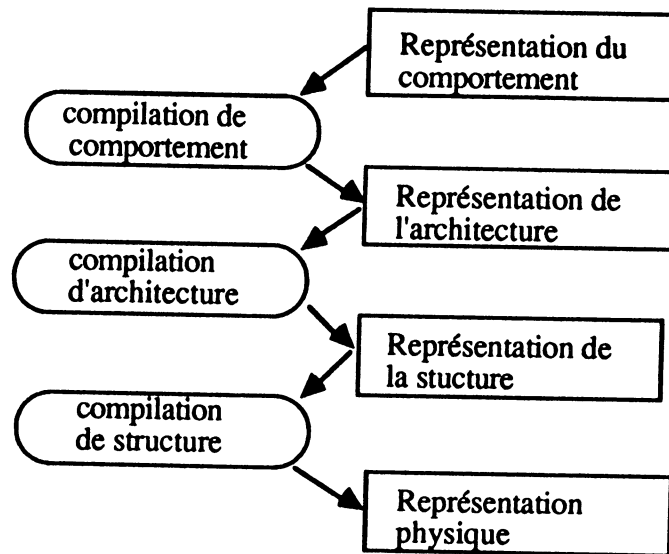 Représentation du
comportement
compilation de
comportement
Représentation de
l'architecture
compilation
d'architecture
Représentation de
la stucture
compilation
de structure
Représentation
physique